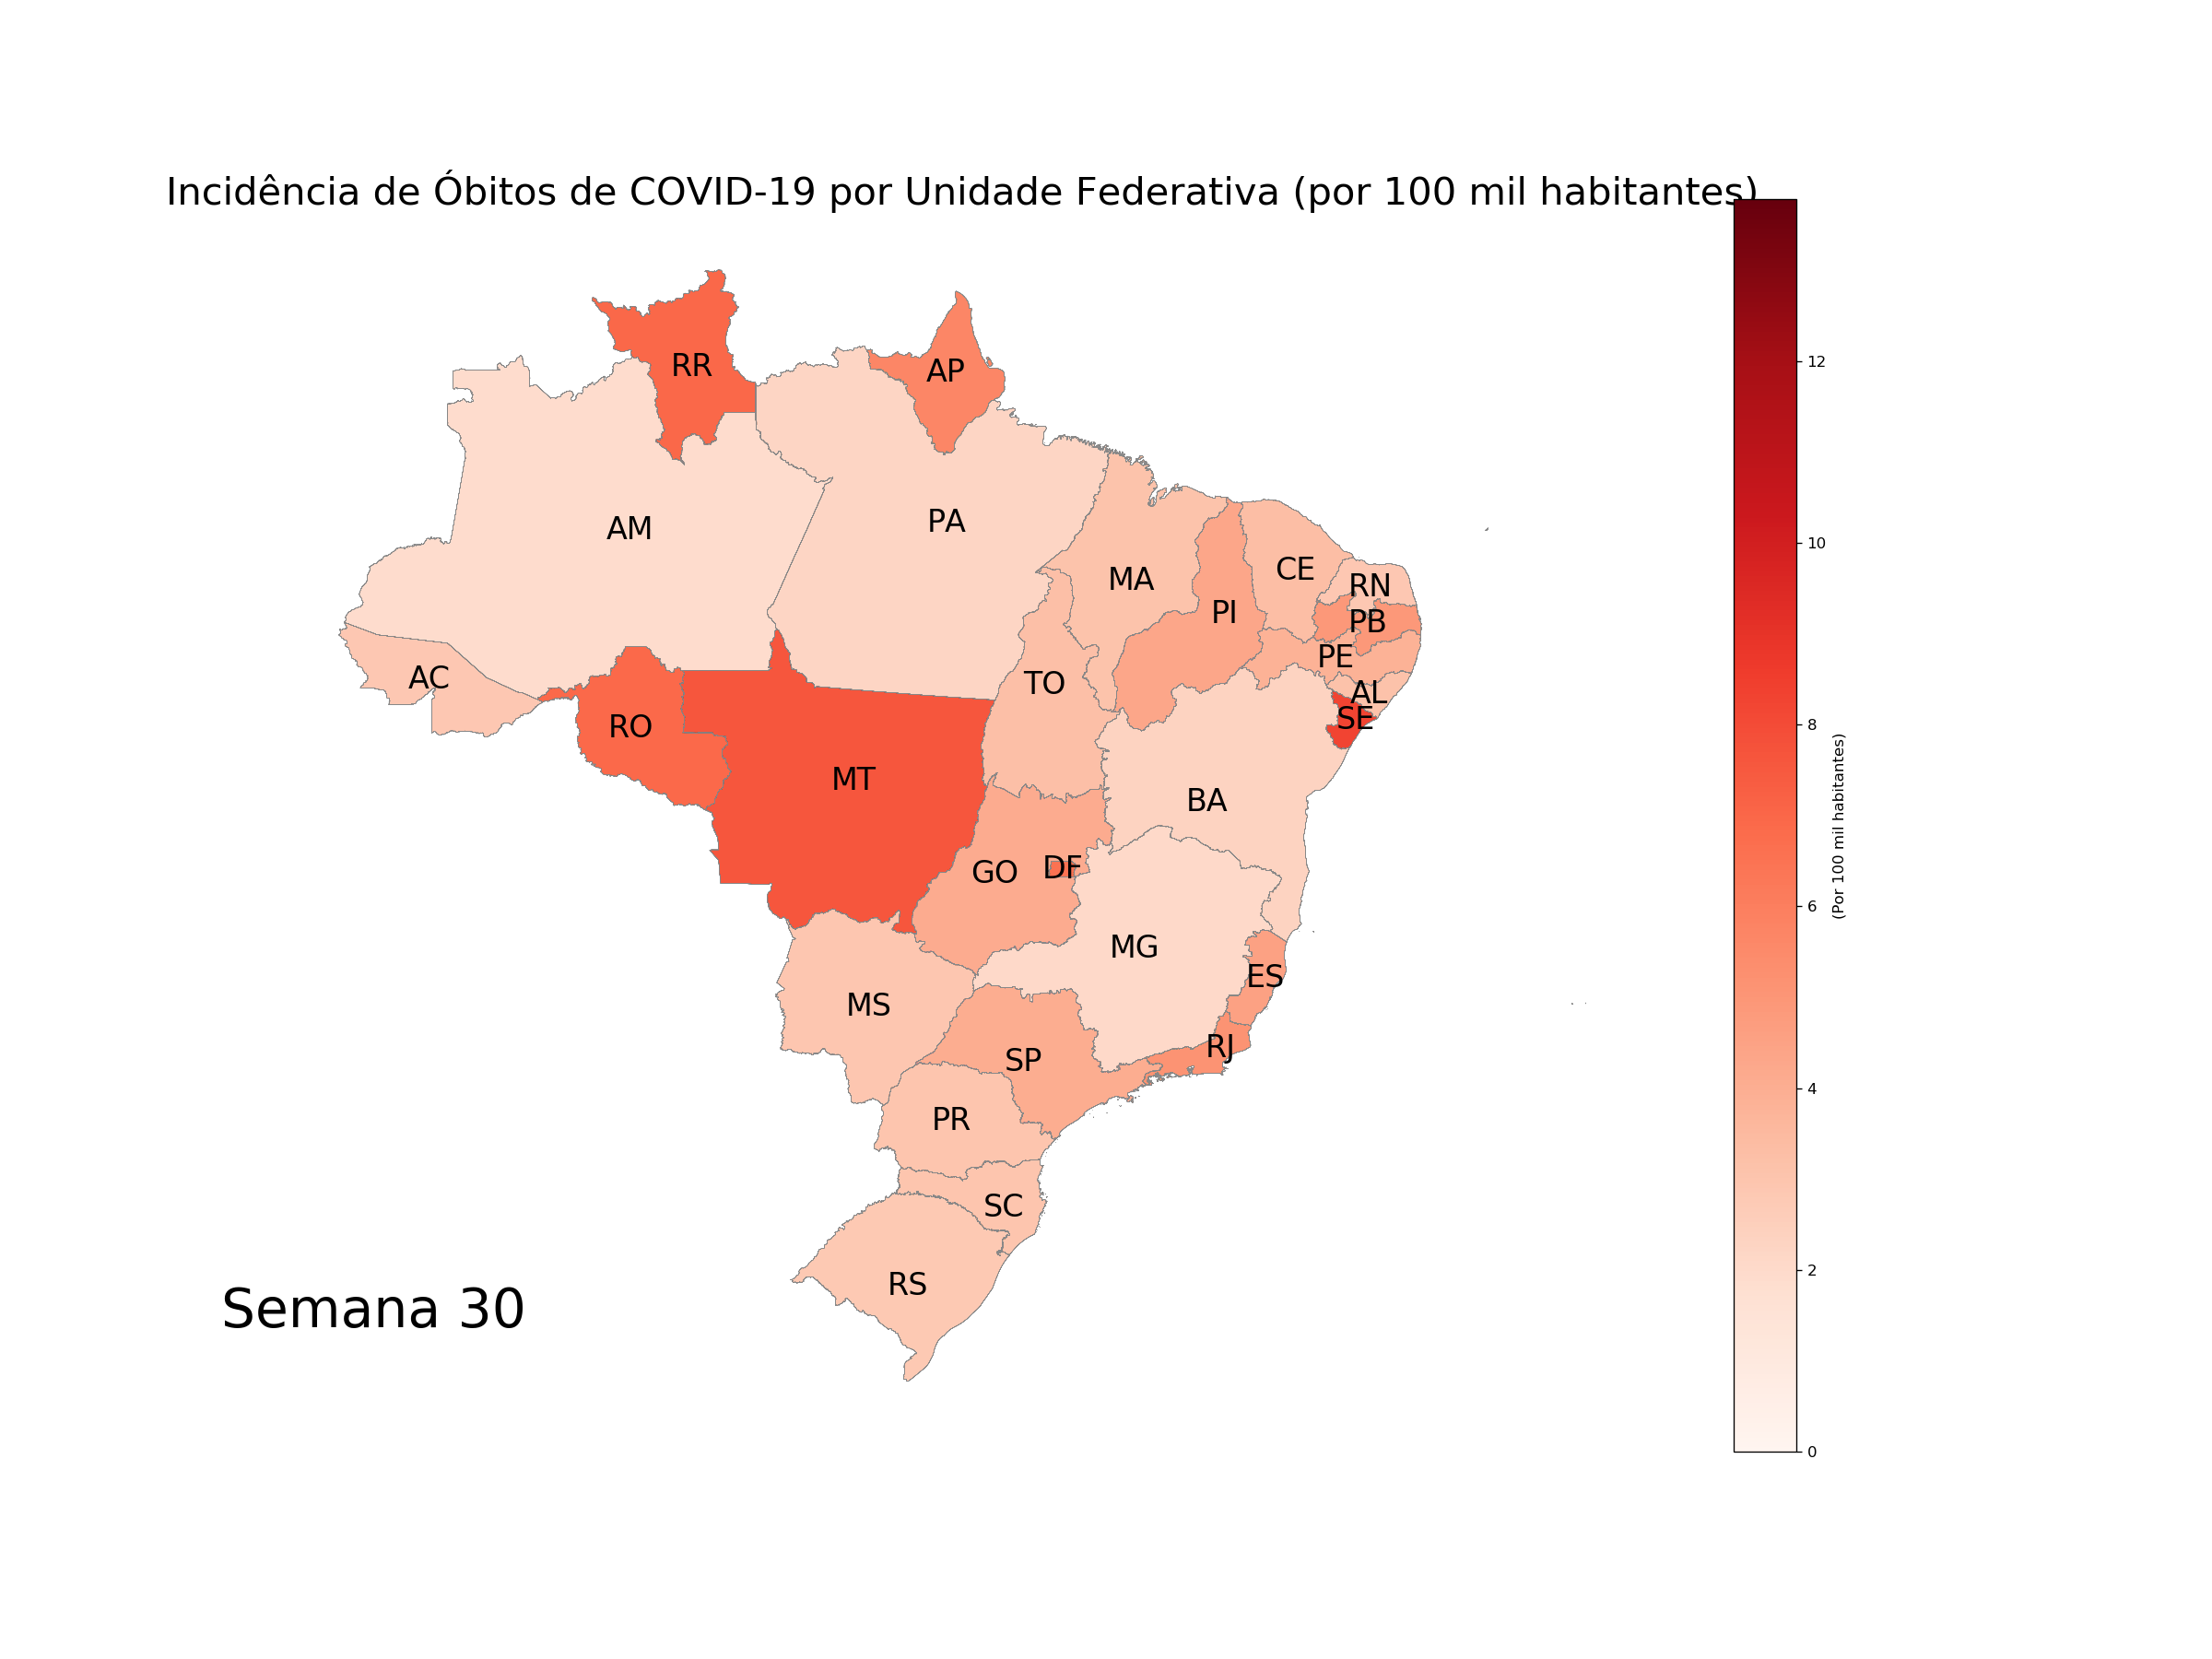 Incidência de Óbitos de COVID-19 por Unidade Federativa (por 100 mil habitantes)
RR
AP
12
AM
PA
10
MA
CE
RN
PI
PB
PE
AC
TO
AL
SE
RO
8
MT
BA
(Por 100 mil habitantes)
GO
DF
6
MG
ES
MS
RJ
SP
4
PR
SC
2
RS
Semana 30
0